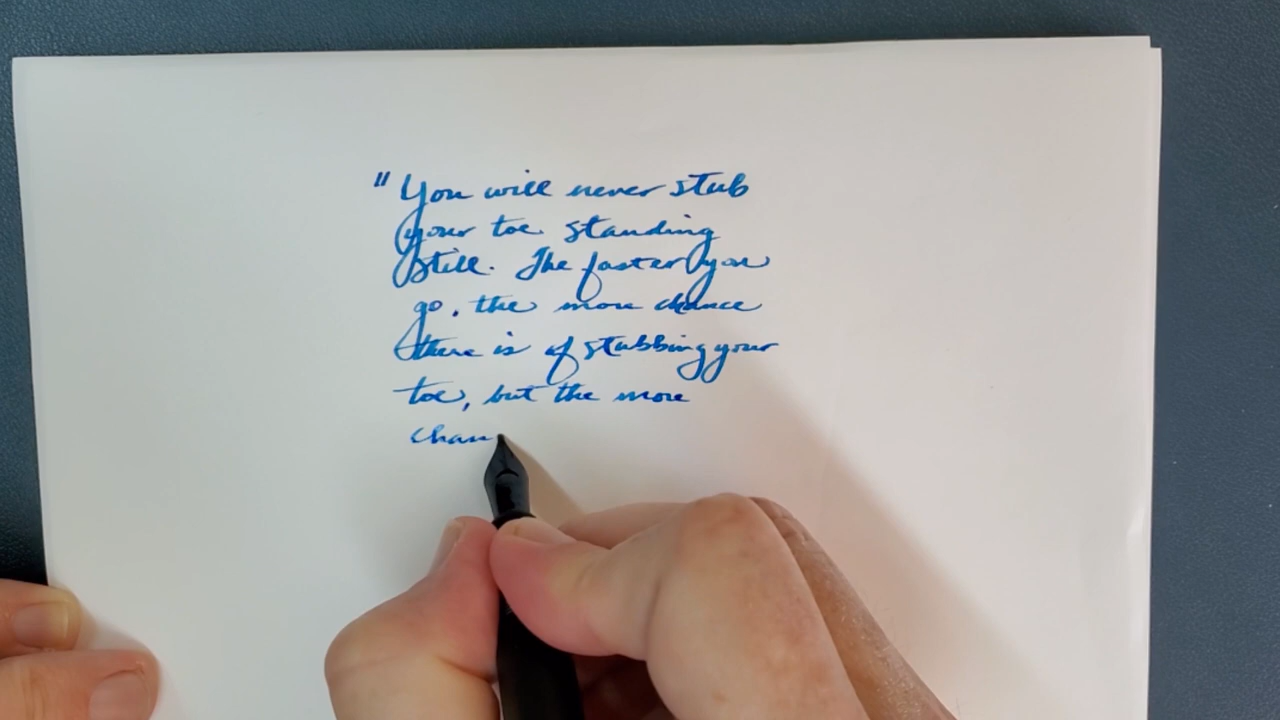 "You will never stub
your toe standing
still. The faster you
go, the more chance
there is of stubbing your
toe, but the more
chan